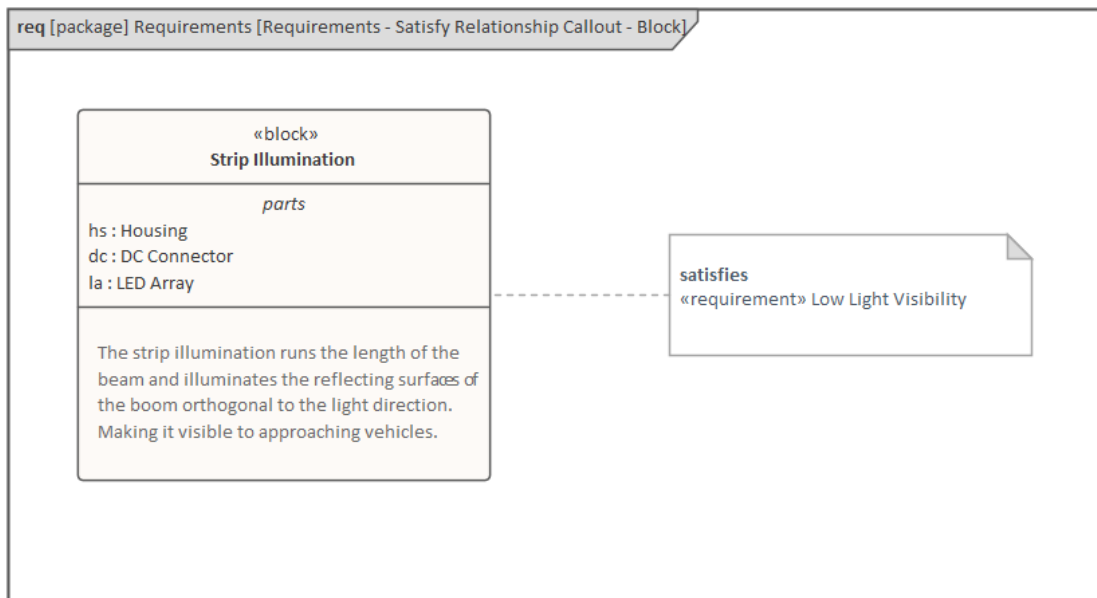 req [package] Requirements [Requirements - Satisfy Relationship Callout - Block]
«block»
Strip Illumination
parts
hs : Housing
dc : DC Connector
la : LED Array
The strip illumination runs the length of the
beam and illuminates the reflecting surfaces of
the boom orthogonal to the light direction.
Making it visible to approaching vehicles.
satisfies
«requirement» Low Light Visibility